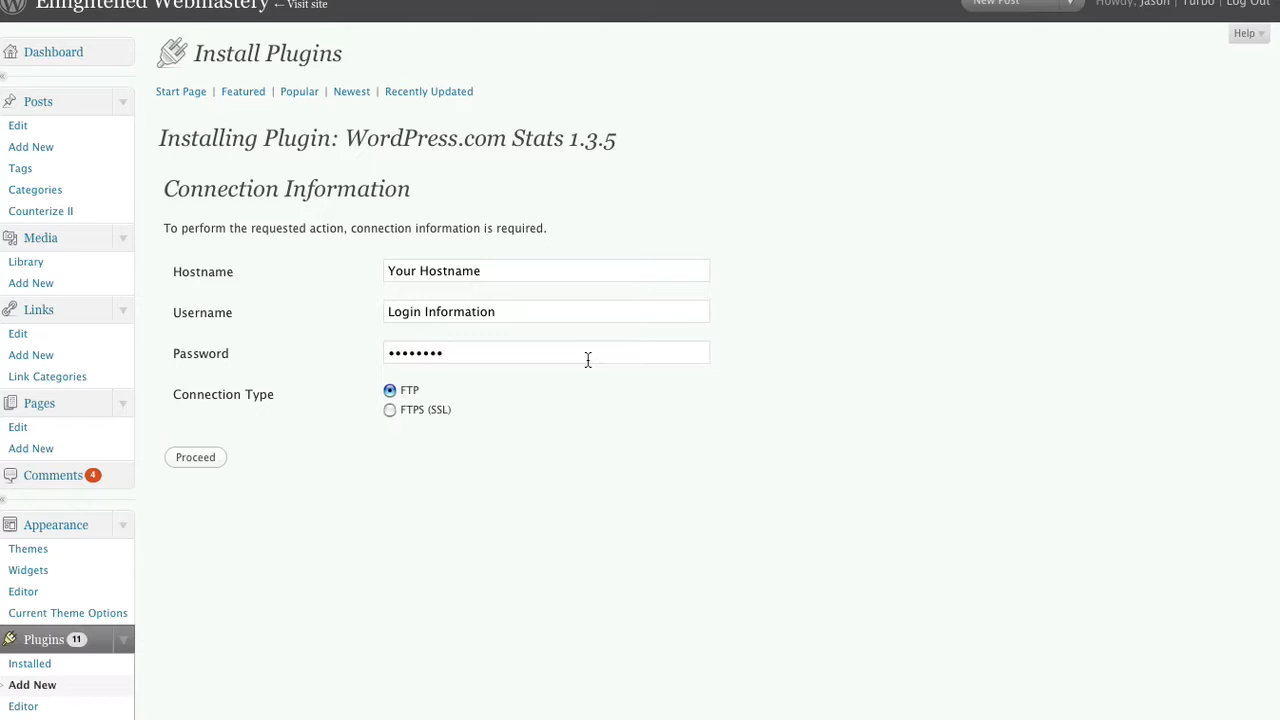 Enlightened Webmastery ← Visit site
New Post
Howdy, Jason | Turbo | Log Out
Help
Dashboard
Posts
Edit
Add New
Tags
Categories
Counterize II
Media
Library
Add New
Links
Edit
Add New
Link Categories
Pages
Edit
Add New
Comments 4
Appearance
Themes
Widgets
Editor
Current Theme Options
Plugins 11
Installed
Add New
Editor
Install Plugins
Start Page | Featured | Popular | Newest | Recently Updated
Installing Plugin: WordPress.com Stats 1.3.5
Connection Information
To perform the requested action, connection information is required.
Hostname Your Hostname
Username Login Information
Password ••••••••
Connection Type FTP
FTPS (SSL)
Proceed